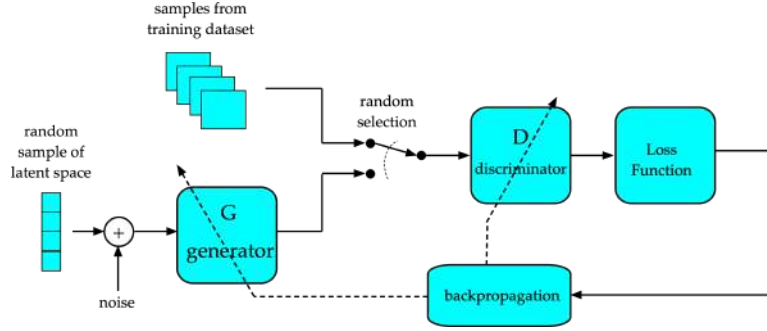 samples from
training dataset
random
selection
random
sample of
latent space
D
discriminator
Loss
Function
G
generator
+
noise
backpropagation